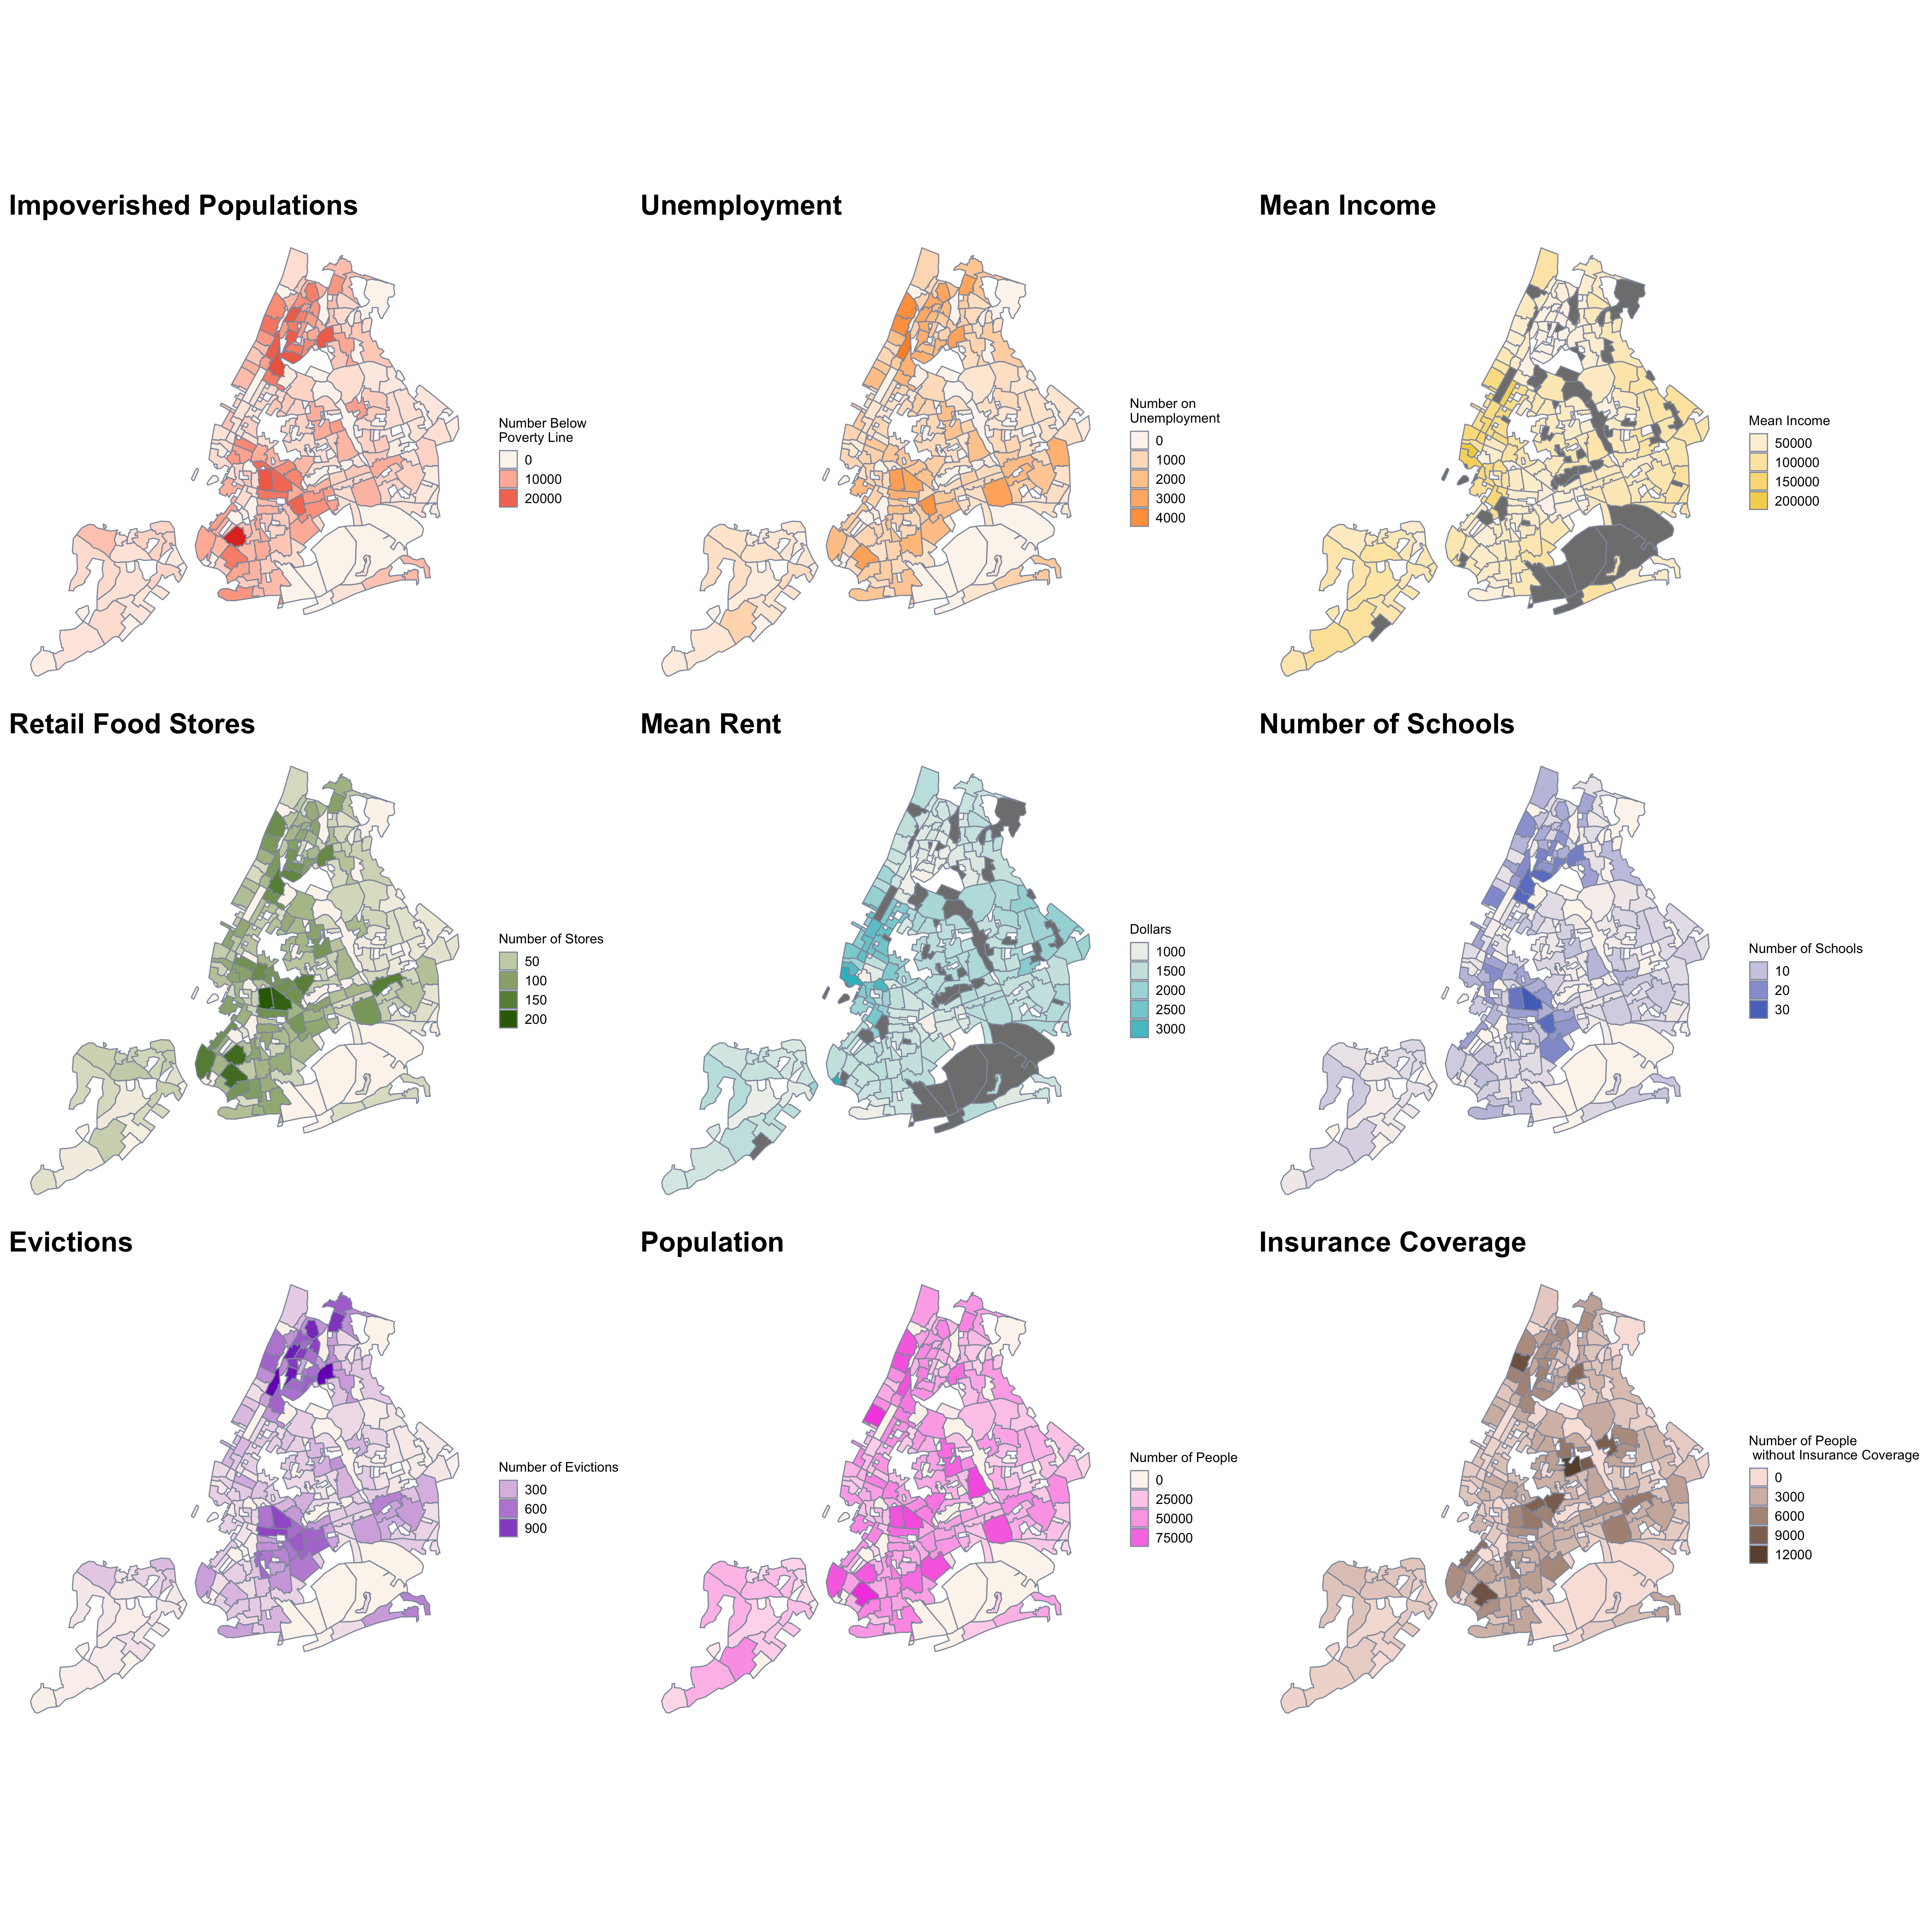 Impoverished Populations
Number Below
Poverty Line
0
10000
20000
Unemployment
Number on
Unemployment
0
1000
2000
3000
4000
Mean Income
Mean Income
50000
100000
150000
200000
Retail Food Stores
Number of Stores
50
100
150
200
Mean Rent
Dollars
1000
1500
2000
2500
3000
Number of Schools
Number of Schools
10
20
30
Evictions
Number of Evictions
300
600
900
Population
Number of People
0
25000
50000
75000
Insurance Coverage
Number of People
without Insurance Coverage
0
3000
6000
9000
12000